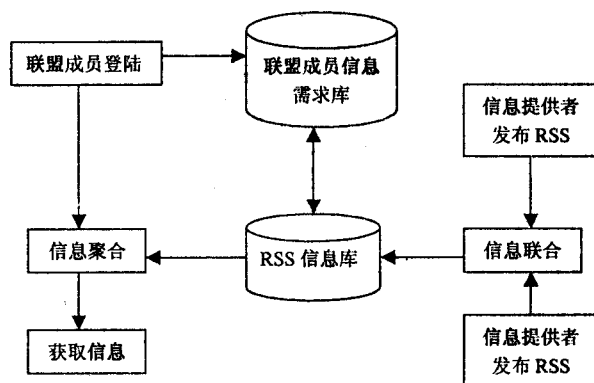 联盟成员登陆
联盟成员信息
需求库
信息提供者
发布 RSS
信息聚合
RSS 信息库
信息联合
获取信息
信息提供者
发布 RSS